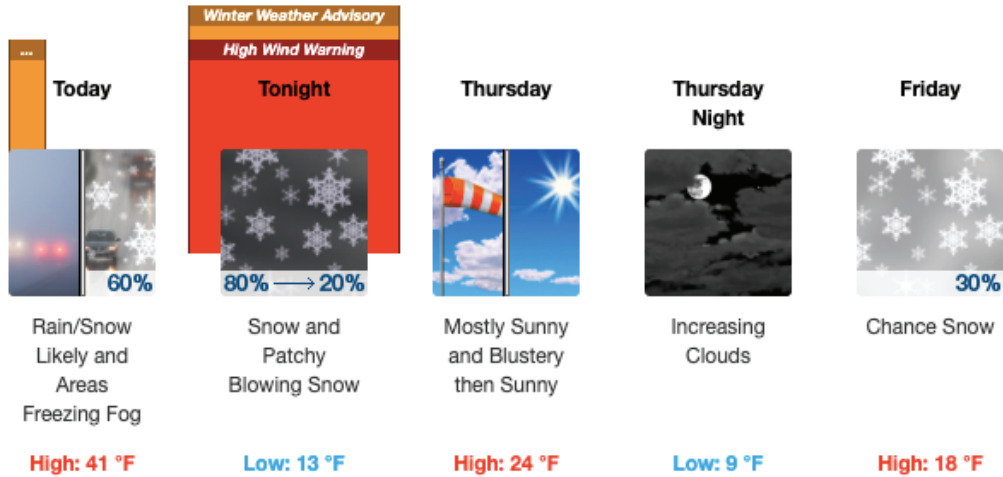 Winter Weather Advisory
...
High Wind Warning
Today
Tonight
Thursday
Thursday
Night
Friday
60%
80% ⟶ 20%
30%
Rain/Snow
Likely and
Areas
Freezing Fog
Snow and
Patchy
Blowing Snow
Mostly Sunny
and Blustery
then Sunny
Increasing
Clouds
Chance Snow
High: 41 °F
Low: 13 °F
High: 24 °F
Low: 9 °F
High: 18 °F